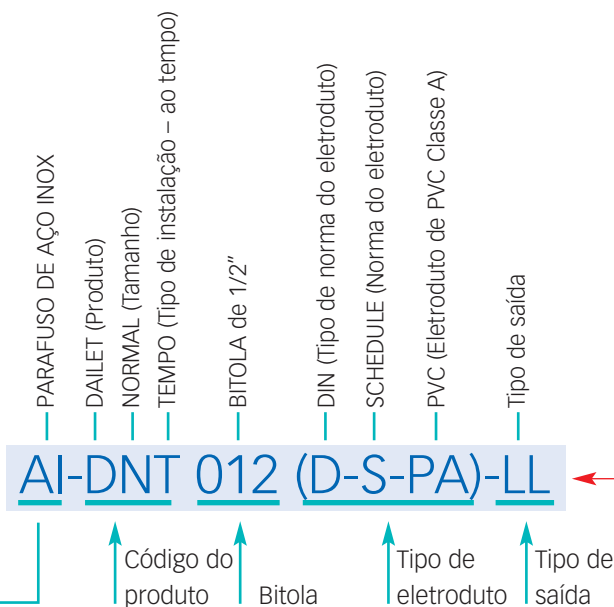 PARAFUSO DE AÇO INOX
DAILET (Produto)
NORMAL (Tamanho)
TEMPO (Tipo de instalação – ao tempo)
BITOLA de 1/2"
DIN (Tipo de norma do eletroduto)
SCHEDULE (Norma do eletroduto)
PVC (Eletroduto de PVC Classe A)
Tipo de saída
AI-DNT 012 (D-S-PA)-LL
Código do
produto
Bitola
Tipo de
eletroduto
Tipo de
saída